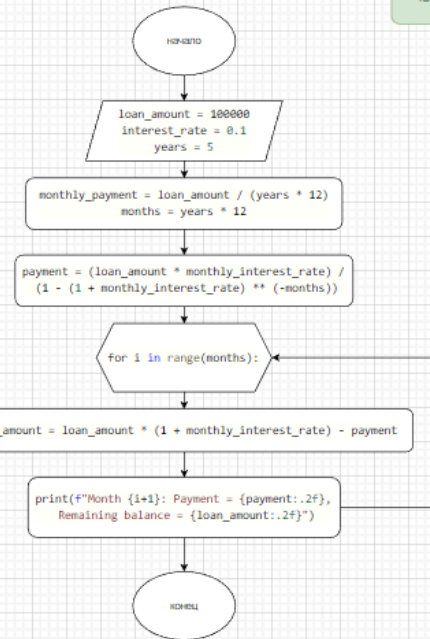 начало
loan_amount = 100000
interest_rate = 0.1
years = 5
monthly_payment = loan_amount / (years * 12)
months = years * 12
payment = (loan_amount * monthly_interest_rate) /
(1 - (1 + monthly_interest_rate) ** (-months))
for i in range(months):
_amount = loan_amount * (1 + monthly_interest_rate) - payment
print(f"Month {i+1}: Payment = {payment:.2f},
Remaining balance = {loan_amount:.2f}")
конец